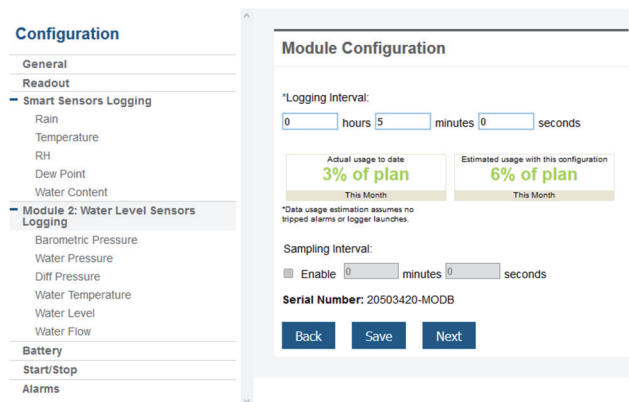 Configuration
General
Readout
Smart Sensors Logging
Rain
Temperature
RH
Dew Point
Water Content
Module 2: Water Level Sensors
Logging
Barometric Pressure
Water Pressure
Diff Pressure
Water Temperature
Water Level
Water Flow
Battery
Start/Stop
Alarms
Module Configuration
*Logging Interval:
0 hours 5 minutes 0 seconds
Actual usage to date
3% of plan
This Month
Estimated usage with this configuration
6% of plan
This Month
*Data usage estimation assumes no
tripped alarms or logger launches.
Sampling Interval:
Enable 0 minutes 0 seconds
Serial Number: 20503420-MODB
Back Save Next